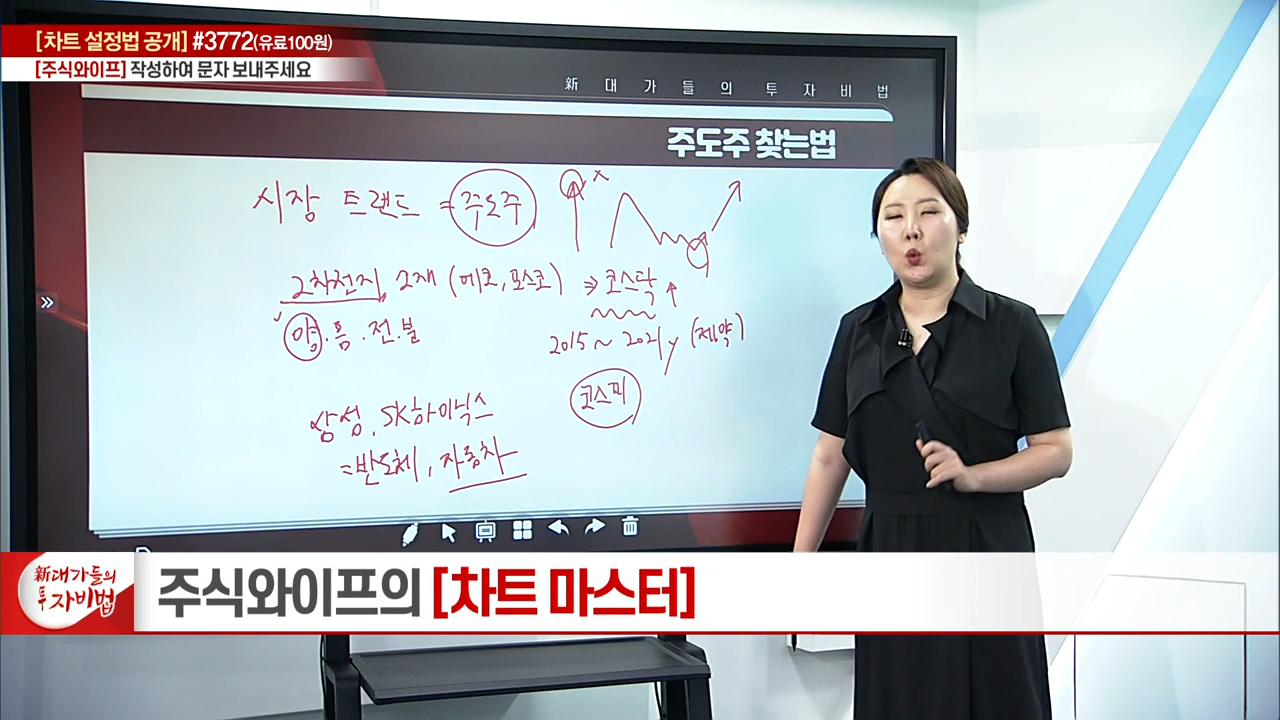 [차트 설정법 공개] #3772(유료100원)
[주식와이프] 작성하여 문자 보내주세요
新 대 가 들 의 투 자 비 법
주도주 찾는법
시장 트랜드 = 주도주
x
2차전지, 소재 (에코, 포스코) ⇒ 코스닥 ↑
양.흠.전.불
2015 ~ 2021y (제약)
코스피
삼성, SK하이닉스
= 반도체, 자동차
新대가들의
투자비법
주식와이프의 [차트 마스터]